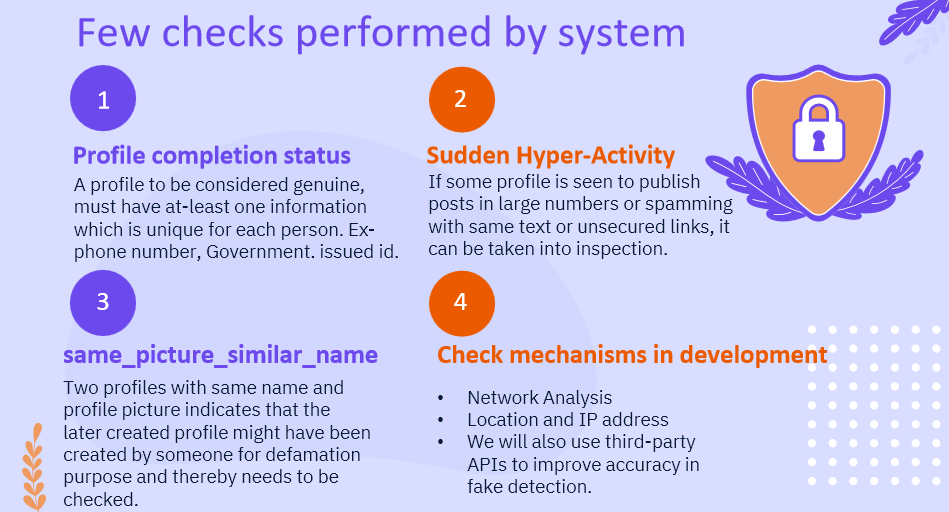 Few checks performed by system
1
Profile completion status
A profile to be considered genuine,
must have at-least one information
which is unique for each person. Ex-
phone number, Government. issued id.
2
Sudden Hyper-Activity
If some profile is seen to publish
posts in large numbers or spamming
with same text or unsecured links, it
can be taken into inspection.
3
same_picture_similar_name
Two profiles with same name and
profile picture indicates that the
later created profile might have been
created by someone for defamation
purpose and thereby needs to be
checked.
4
Check mechanisms in development
• Network Analysis
• Location and IP address
• We will also use third-party
APIs to improve accuracy in
fake detection.